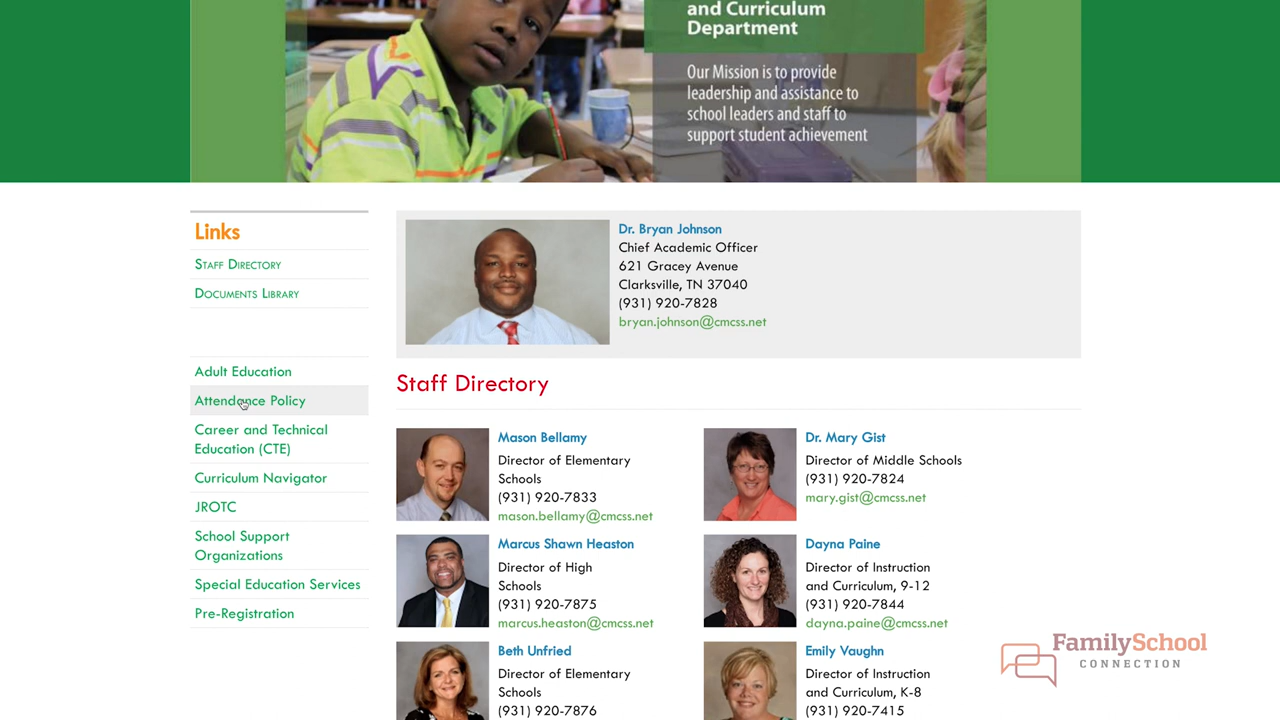 and Curriculum
Department
Our Mission is to provide
leadership and assistance to
school leaders and staff to
support student achievement
Links
Staff Directory
Documents Library
Adult Education
Attendance Policy
Career and Technical
Education (CTE)
Curriculum Navigator
JROTC
School Support
Organizations
Special Education Services
Pre-Registration
Dr. Bryan Johnson
Chief Academic Officer
621 Gracey Avenue
Clarksville, TN 37040
(931) 920-7828
bryan.johnson@cmcss.net
Staff Directory
Mason Bellamy
Director of Elementary
Schools
(931) 920-7833
mason.bellamy@cmcss.net
Dr. Mary Gist
Director of Middle Schools
(931) 920-7824
mary.gist@cmcss.net
Marcus Shawn Heaston
Director of High
Schools
(931) 920-7875
marcus.heaston@cmcss.net
Dayna Paine
Director of Instruction
and Curriculum, 9-12
(931) 920-7844
dayna.paine@cmcss.net
Beth Unfried
Director of Elementary
Schools
(931) 920-7876
Emily Vaughn
Director of Instruction
and Curriculum, K-8
(931) 920-7415
FamilySchool
CONNECTION